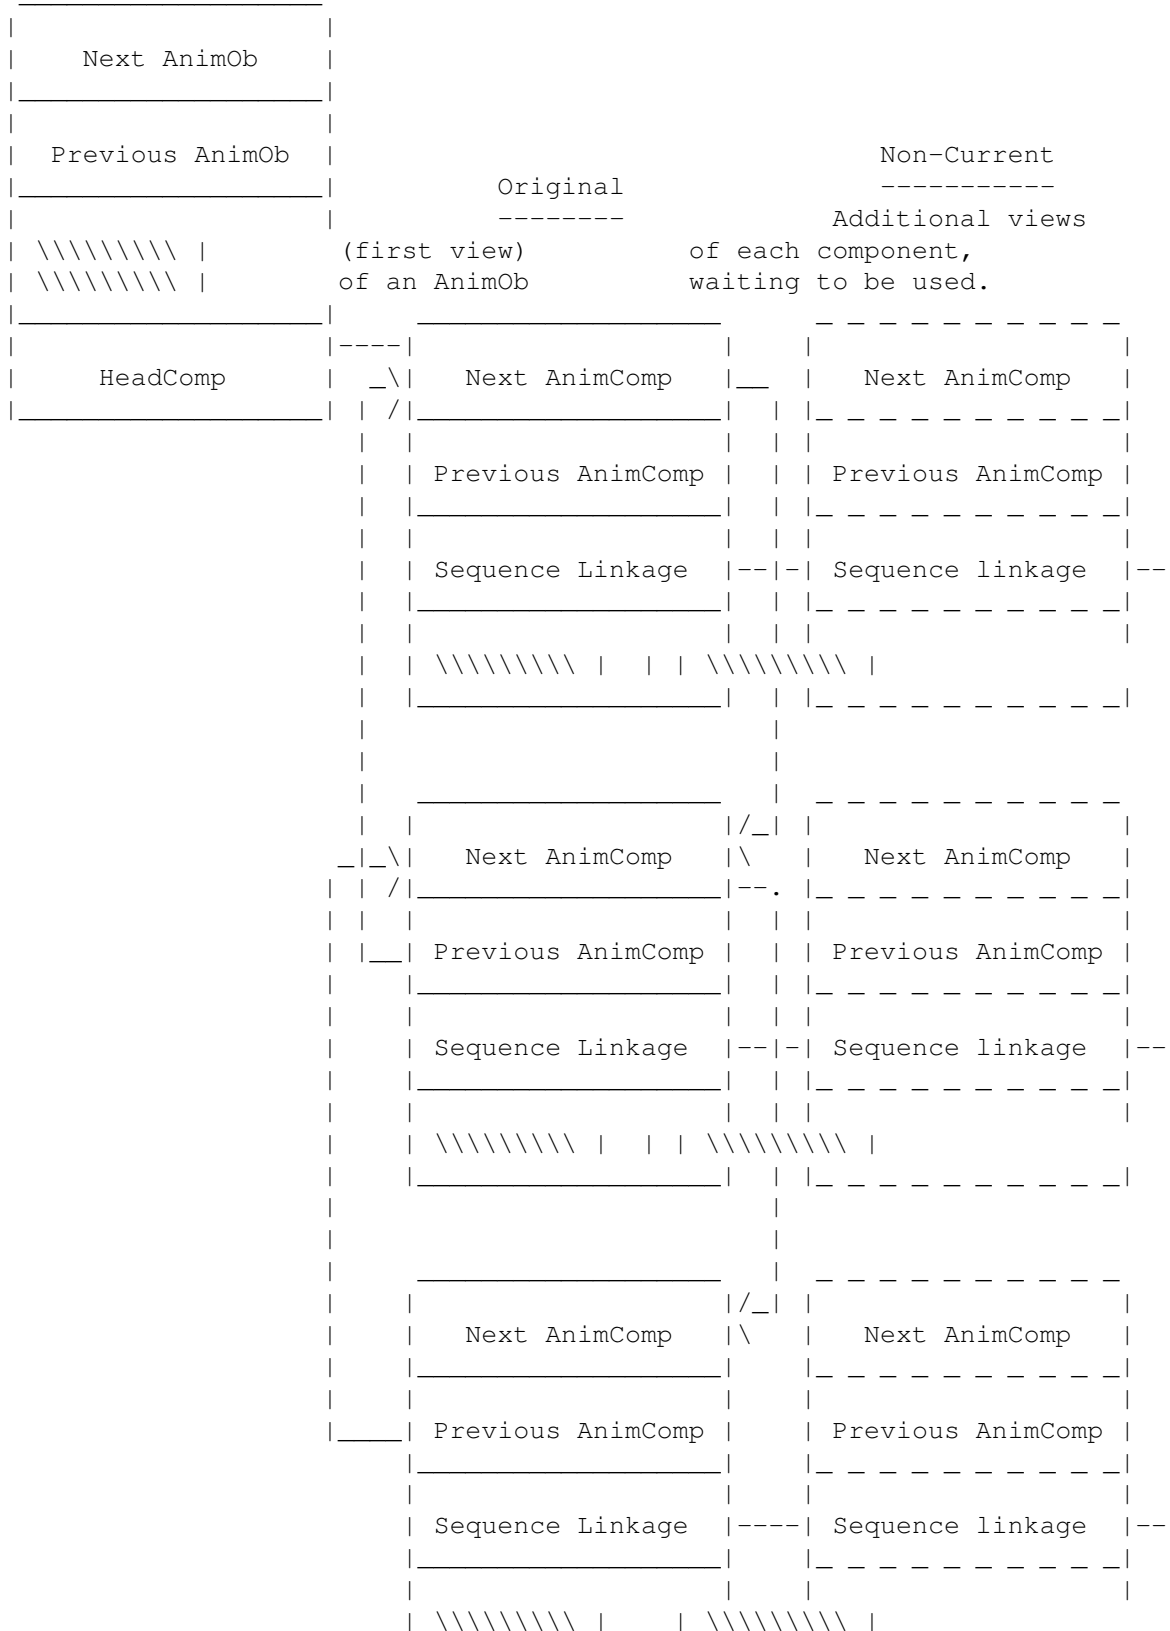 Next AnimOb
Previous AnimOb
Non-Current
Original
-----------
--------
Additional views
\\\\\\\\\ (first view) of each component,
\\\\\\\\\ of an AnimOb waiting to be used.
HeadComp Next AnimComp Next AnimComp
Previous AnimComp Previous AnimComp
Sequence Linkage Sequence linkage
\\\\\\\\\ \\\\\\\\\
Next AnimComp Next AnimComp
Previous AnimComp Previous AnimComp
Sequence Linkage Sequence linkage
\\\\\\\\\ \\\\\\\\\
Next AnimComp Next AnimComp
Previous AnimComp Previous AnimComp
Sequence Linkage Sequence linkage
\\\\\\\\\ \\\\\\\\\